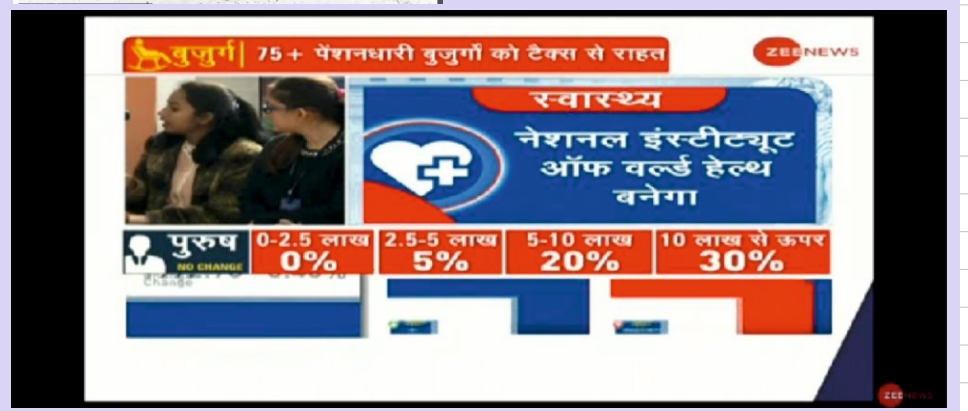 बुजुर्ग 75+ पेंशनधारी बुजुर्गों को टैक्स से राहत
ZEE NEWS
स्वास्थ्य
नेशनल इंस्टीट्यूट
ऑफ वर्ल्ड हेल्थ
बनेगा
पुरुष
NO CHANGE
0-2.5 लाख
0%
2.5-5 लाख
5%
5-10 लाख
20%
10 लाख से ऊपर
30%
Change
ZEE NEWS